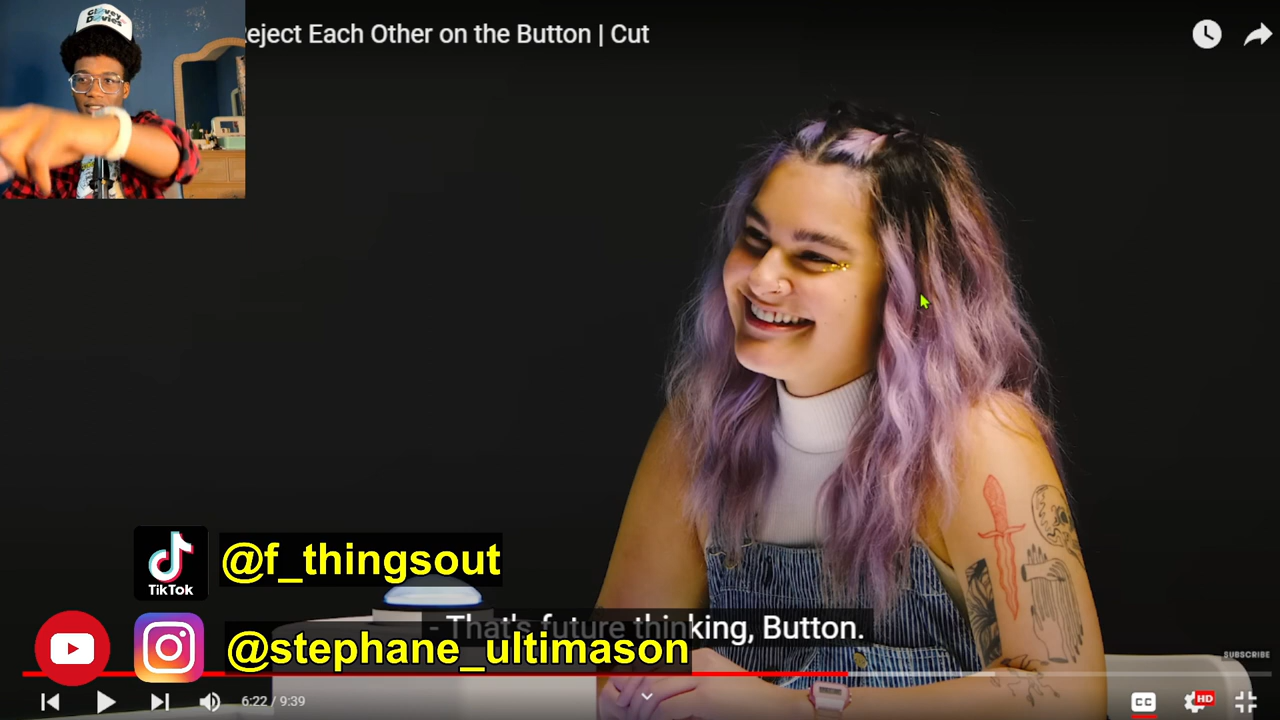 eject Each Other on the Button | Cut
@f_thingsout
TikTok
- That's future thinking, Button.
@stephane_ultimason
SUBSCRIBE
6:22 / 9:39
CC
HD